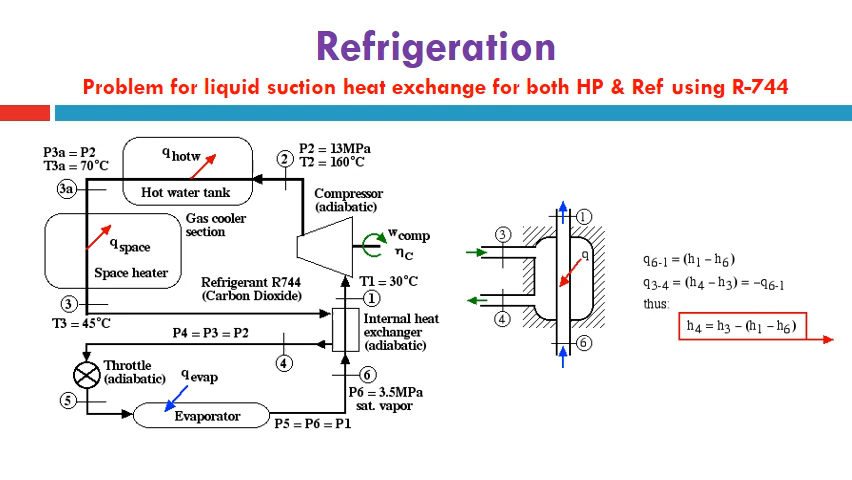 Refrigeration
Problem for liquid suction heat exchange for both HP & Ref using R-744
P3a = P2
T3a = 70°C
3a
q hotw
Hot water tank
2
P2 = 13MPa
T2 = 160°C
Compressor
(adiabatic)
wcomp
ηC
Gas cooler
section
q space
Space heater
3
T3 = 45°C
Refrigerant R744
(Carbon Dioxide)
T1 = 30°C
1
Internal heat
exchanger
(adiabatic)
P4 = P3 = P2
4
Throttle
(adiabatic)
q evap
5
Evaporator
6
P6 = 3.5MPa
sat. vapor
P5 = P6 = P1
1
3
q
4
6
q6-1 = (h1 – h6)
q3-4 = (h4 – h3) = –q6-1
thus:
h4 = h3 – (h1 – h6)